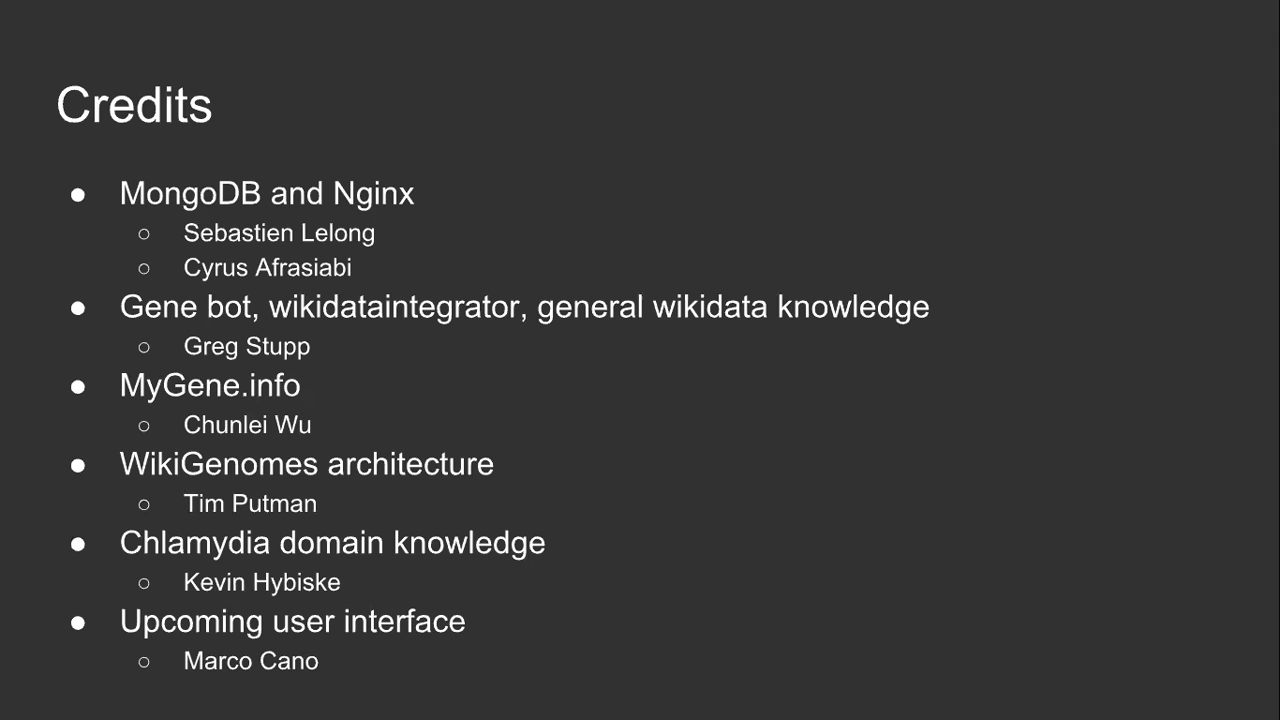 Credits
● MongoDB and Nginx
○ Sebastien Lelong
○ Cyrus Afrasiabi
● Gene bot, wikidataintegrator, general wikidata knowledge
○ Greg Stupp
● MyGene.info
○ Chunlei Wu
● WikiGenomes architecture
○ Tim Putman
● Chlamydia domain knowledge
○ Kevin Hybiske
● Upcoming user interface
○ Marco Cano